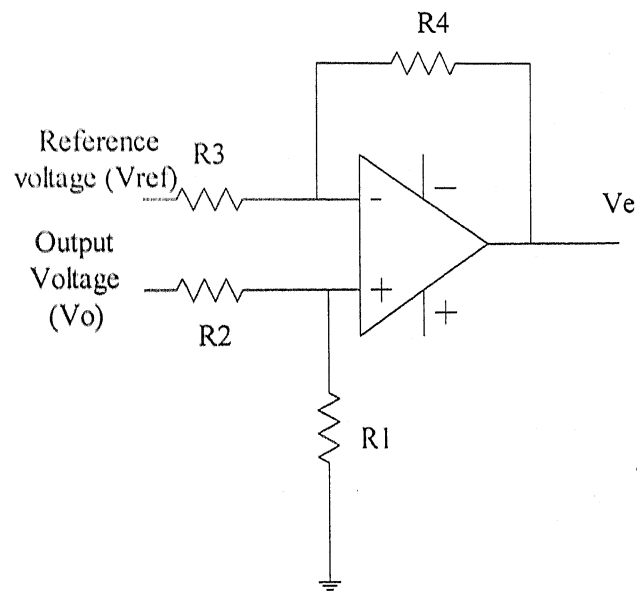 R4
Reference
voltage (Vref)
R3
Ve
Output
Voltage
(Vo)
R2
R1
-
+
-
+